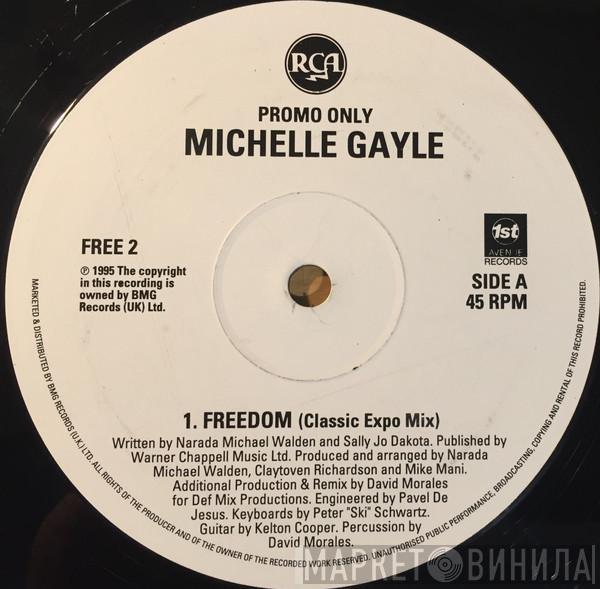 RCA
PROMO ONLY
MICHELLE GAYLE
FREE 2
℗ 1995 The copyright
in this recording is
owned by BMG
Records (UK) Ltd.
1st
AVENUE
RECORDS
SIDE A
45 RPM
1. FREEDOM (Classic Expo Mix)
Written by Narada Michael Walden and Sally Jo Dakota. Published by
Warner Chappell Music Ltd. Produced and arranged by Narada
Michael Walden, Claytoven Richardson and Mike Mani.
Additional Production & Remix by David Morales
for Def Mix Productions. Engineered by Pavel De
Jesus. Keyboards by Peter "Ski" Schwartz.
Guitar by Kelton Cooper. Percussion by
David Morales.
MARKETED & DISTRIBUTED BY BMG RECORDS (U.K.) LTD. ALL RIGHTS OF THE PRODUCER AND OF THE OWNER OF THE RECORDED WORK RESERVED. UNAUTHORISED PUBLIC PERFORMANCE, BROADCASTING, COPYING AND RENTAL OF THIS RECORD PROHIBITED.
МАРКЕТ ВИНИЛА